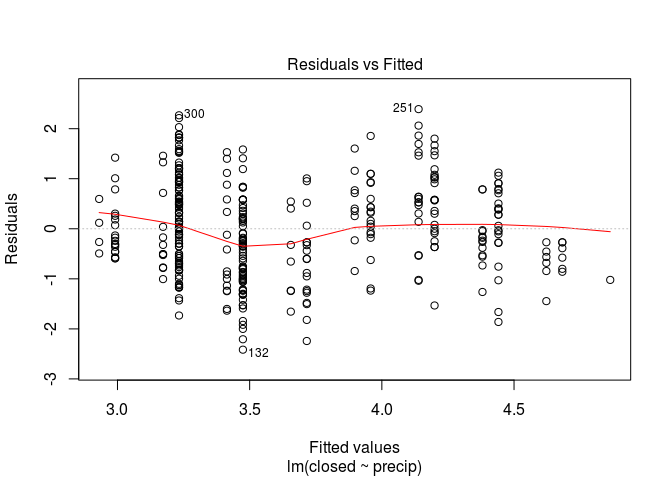 Residuals vs Fitted
Residuals
2
1
0
-1
-2
-3
300
251
132
3.0 3.5 4.0 4.5
Fitted values
lm(closed ~ precip)